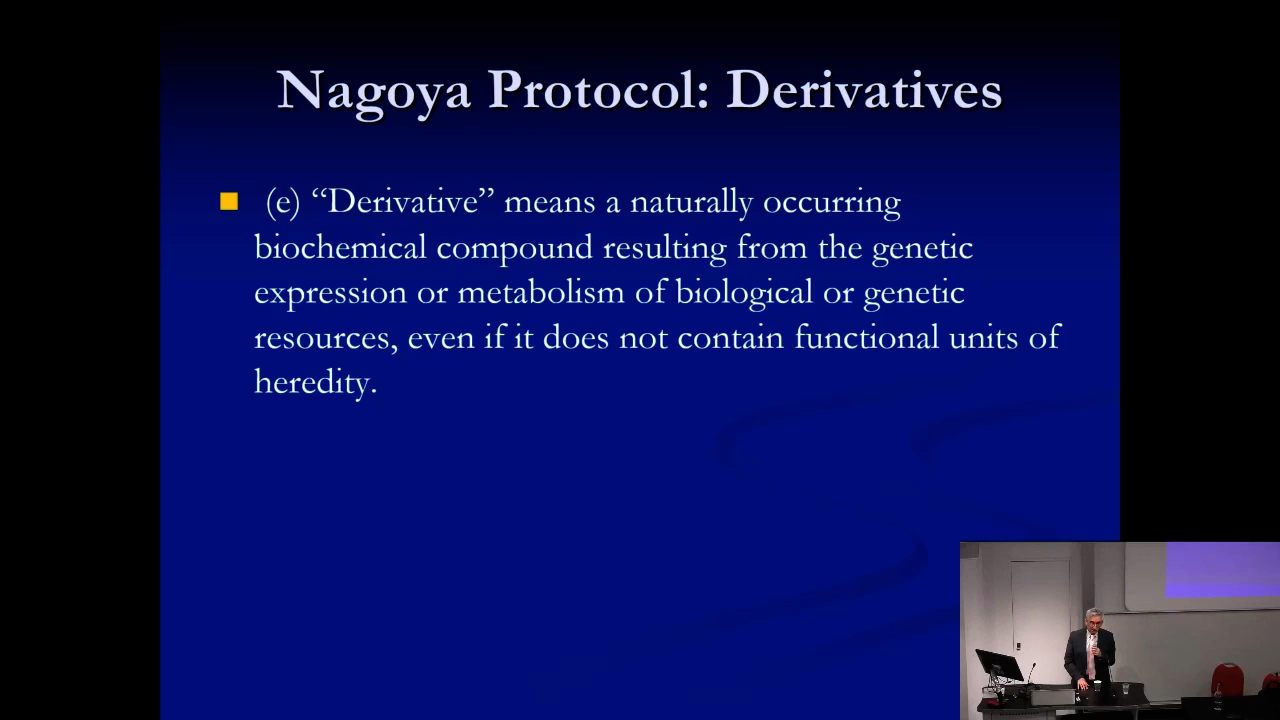 Nagoya Protocol: Derivatives
(e) “Derivative” means a naturally occurring
biochemical compound resulting from the genetic
expression or metabolism of biological or genetic
resources, even if it does not contain functional units of
heredity.